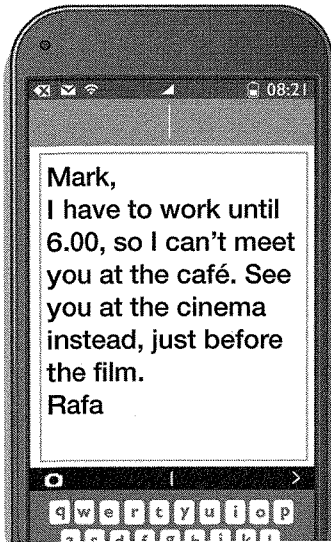 08:21
Mark,
I have to work until
6.00, so I can't meet
you at the café. See
you at the cinema
instead, just before
the film.
Rafa
q w e r t y u i o p
a s d f g h j k l